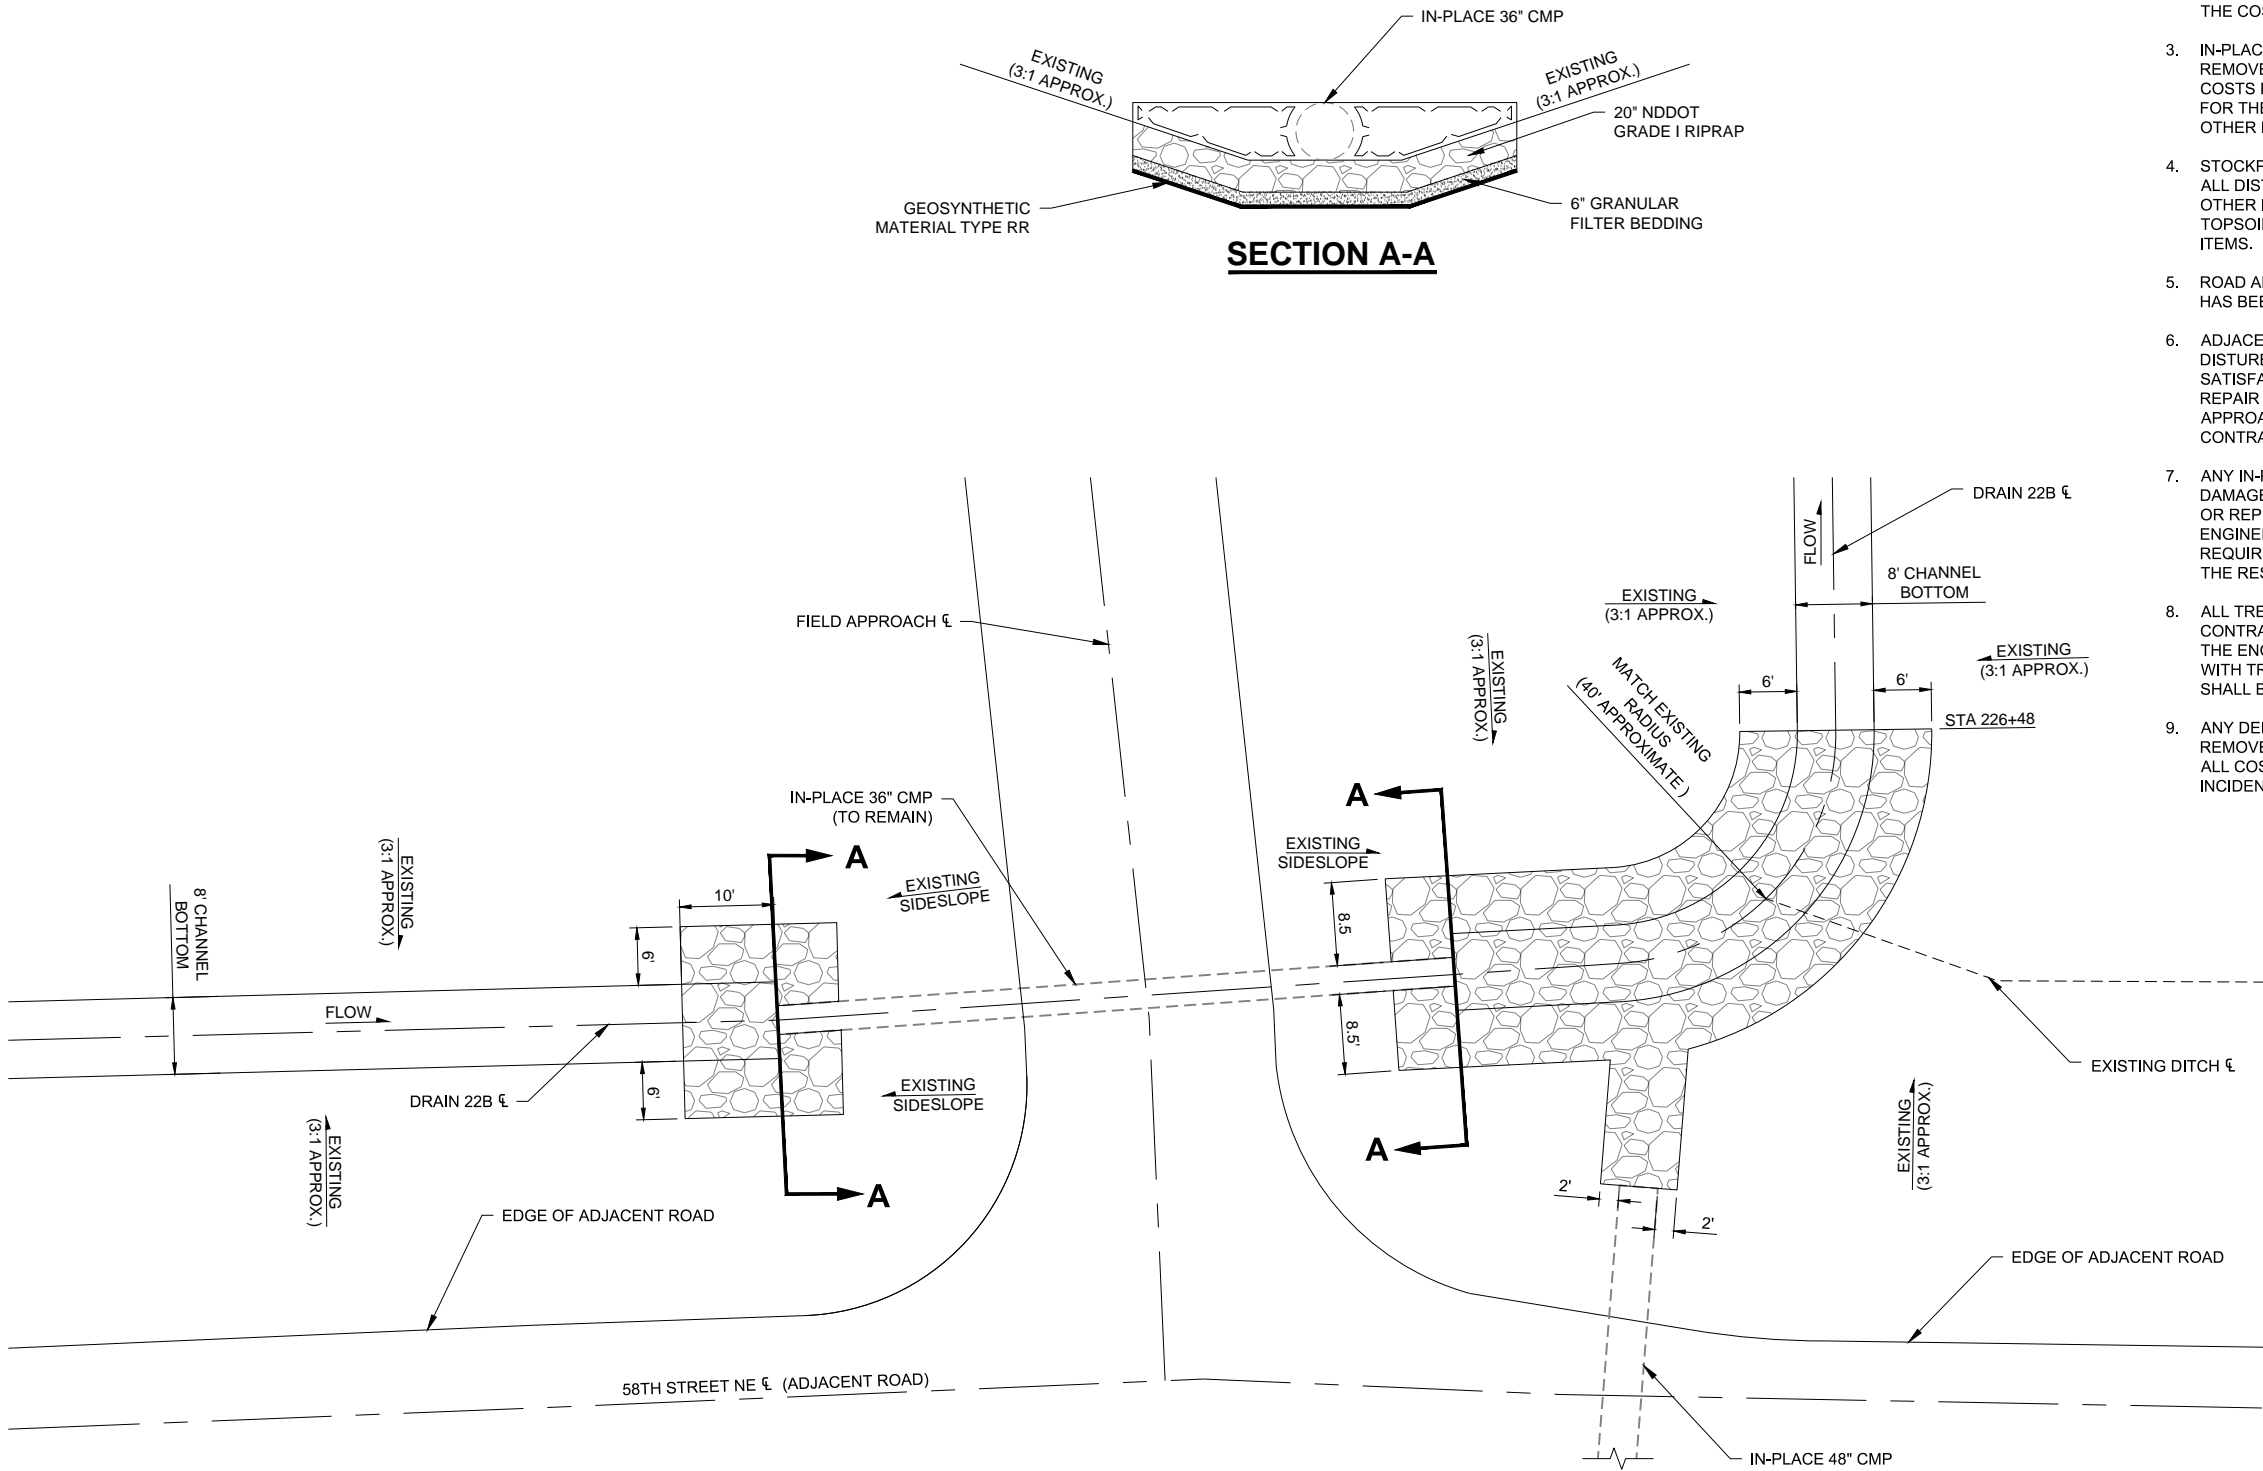 IN-PLACE 36" CMP
EXISTING
(3:1 APPROX.)
EXISTING
(3:1 APPROX.)
20" NDDOT
GRADE I RIPRAP
GEOSYNTHETIC
MATERIAL TYPE RR
6" GRANULAR
FILTER BEDDING
SECTION A-A
THE
3. IN-PLAC
REMOVE
COSTS
FOR THE
OTHER
4. STOCKP
ALL DIST
OTHER
TOPSOIL
ITEMS.
5. ROAD
HAS BEE
6. ADJACE
SATISFA
REPAIR
APPROA
CONTRA
7. ANY IN-
DAMAGE
OR REP
ENGINE
REQUIR
THE RES
8. ALL TRE
CONTRA
THE ENG
WITH TR
SHALL
9. ANY
REMOVE
ALL COS
INCIDEN
DRAIN 22B ℄
FLOW
8' CHANNEL
BOTTOM
EXISTING
(3:1 APPROX.)
EXISTING
(3:1 APPROX.)
FIELD APPROACH ℄
EXISTING
(3:1 APPROX.)
MATCH EXISTING
RADIUS
(40' APPROXIMATE )
6'
6'
STA 226+48
IN-PLACE 36" CMP
(TO REMAIN)
A
A
EXISTING
SIDESLOPE
EXISTING
(3:1 APPROX.)
EXISTING
SIDESLOPE
8' CHANNEL
BOTTOM
10'
6'
8.5
FLOW
8.5'
DRAIN 22B ℄
6'
EXISTING
SIDESLOPE
EXISTING DITCH ℄
EXISTING
(3:1 APPROX.)
EXISTING
(3:1 APPROX.)
A
A
2'
2'
EDGE OF ADJACENT ROAD
EDGE OF ADJACENT ROAD
58TH STREET NE ℄ (ADJACENT ROAD)
IN-PLACE 48" CMP